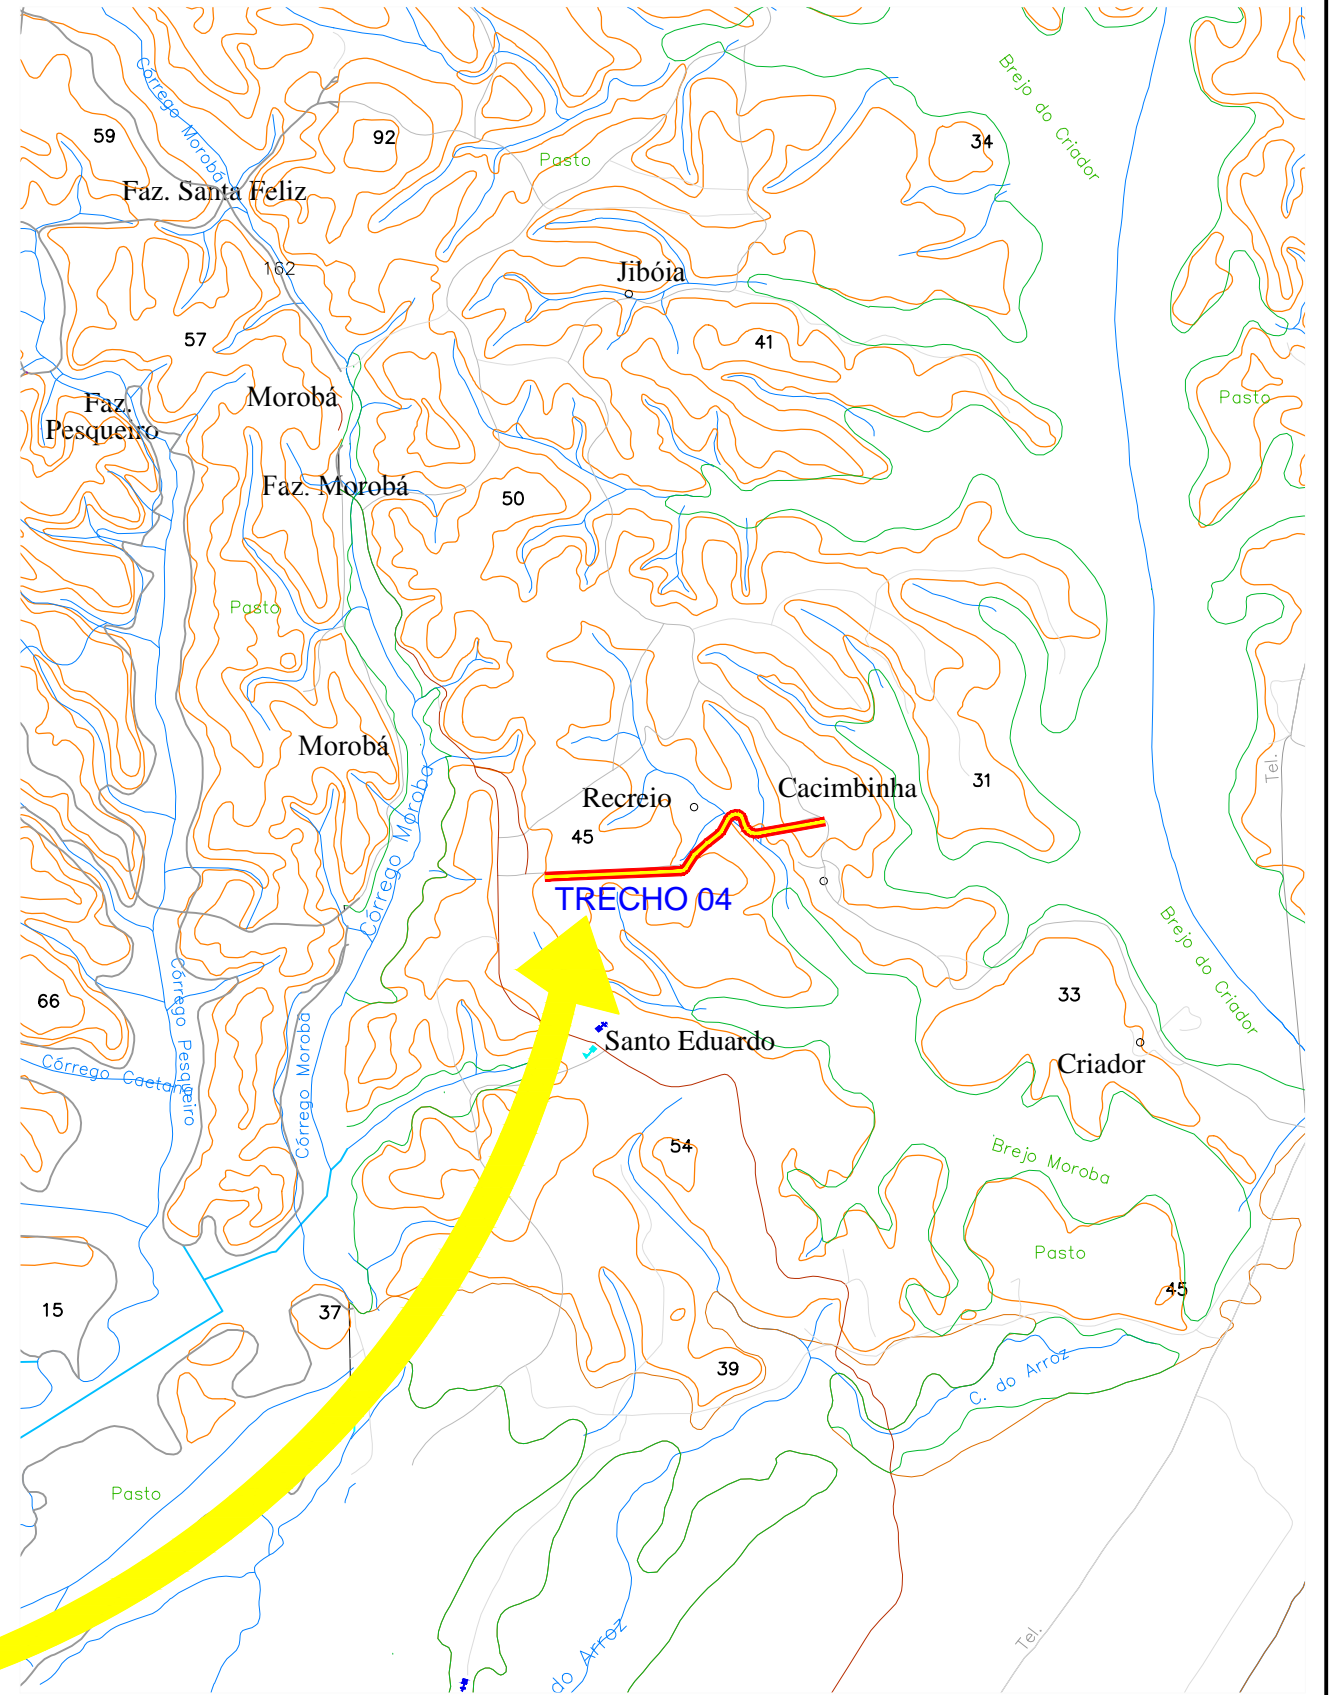 Córrego Morobá
Brejo do Criador
59
92
Pasto
34
Faz. Santa Feliz
162
Jibóia
57
41
Morobá
Faz.
Pesqueiro
Pasto
Faz. Morobá
50
Pasto
Morobá
Cacimbinha
31
Tel.
Recreio
45
Córrego Moroba
TRECHO 04
Brejo do Criador
66
33
Córrego Pesqueiro
Córrego Morobá
Santo Eduardo
Criador
Córrego Caetano
54
Brejo Moroba
Pasto
45
15
37
39
C. do Arroz
Pasto
do Arroz
Tel.